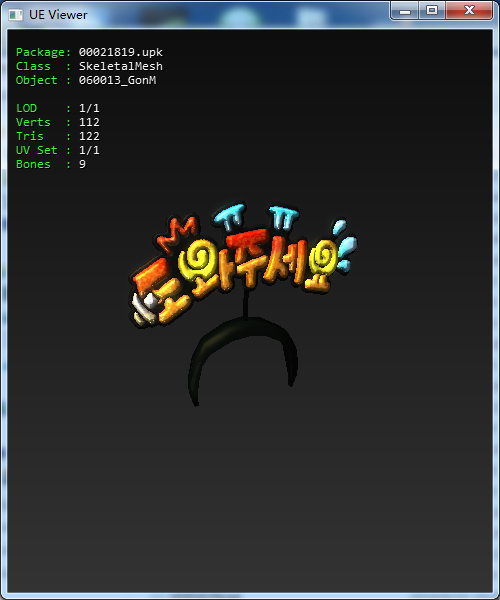 UE Viewer
Package: 00021819.upk
Class : SkeletalMesh
Object : 060013_GonM
LOD : 1/1
Verts : 112
Tris : 122
UV Set : 1/1
Bones : 9
ㅠ ㅠ
도와주세요